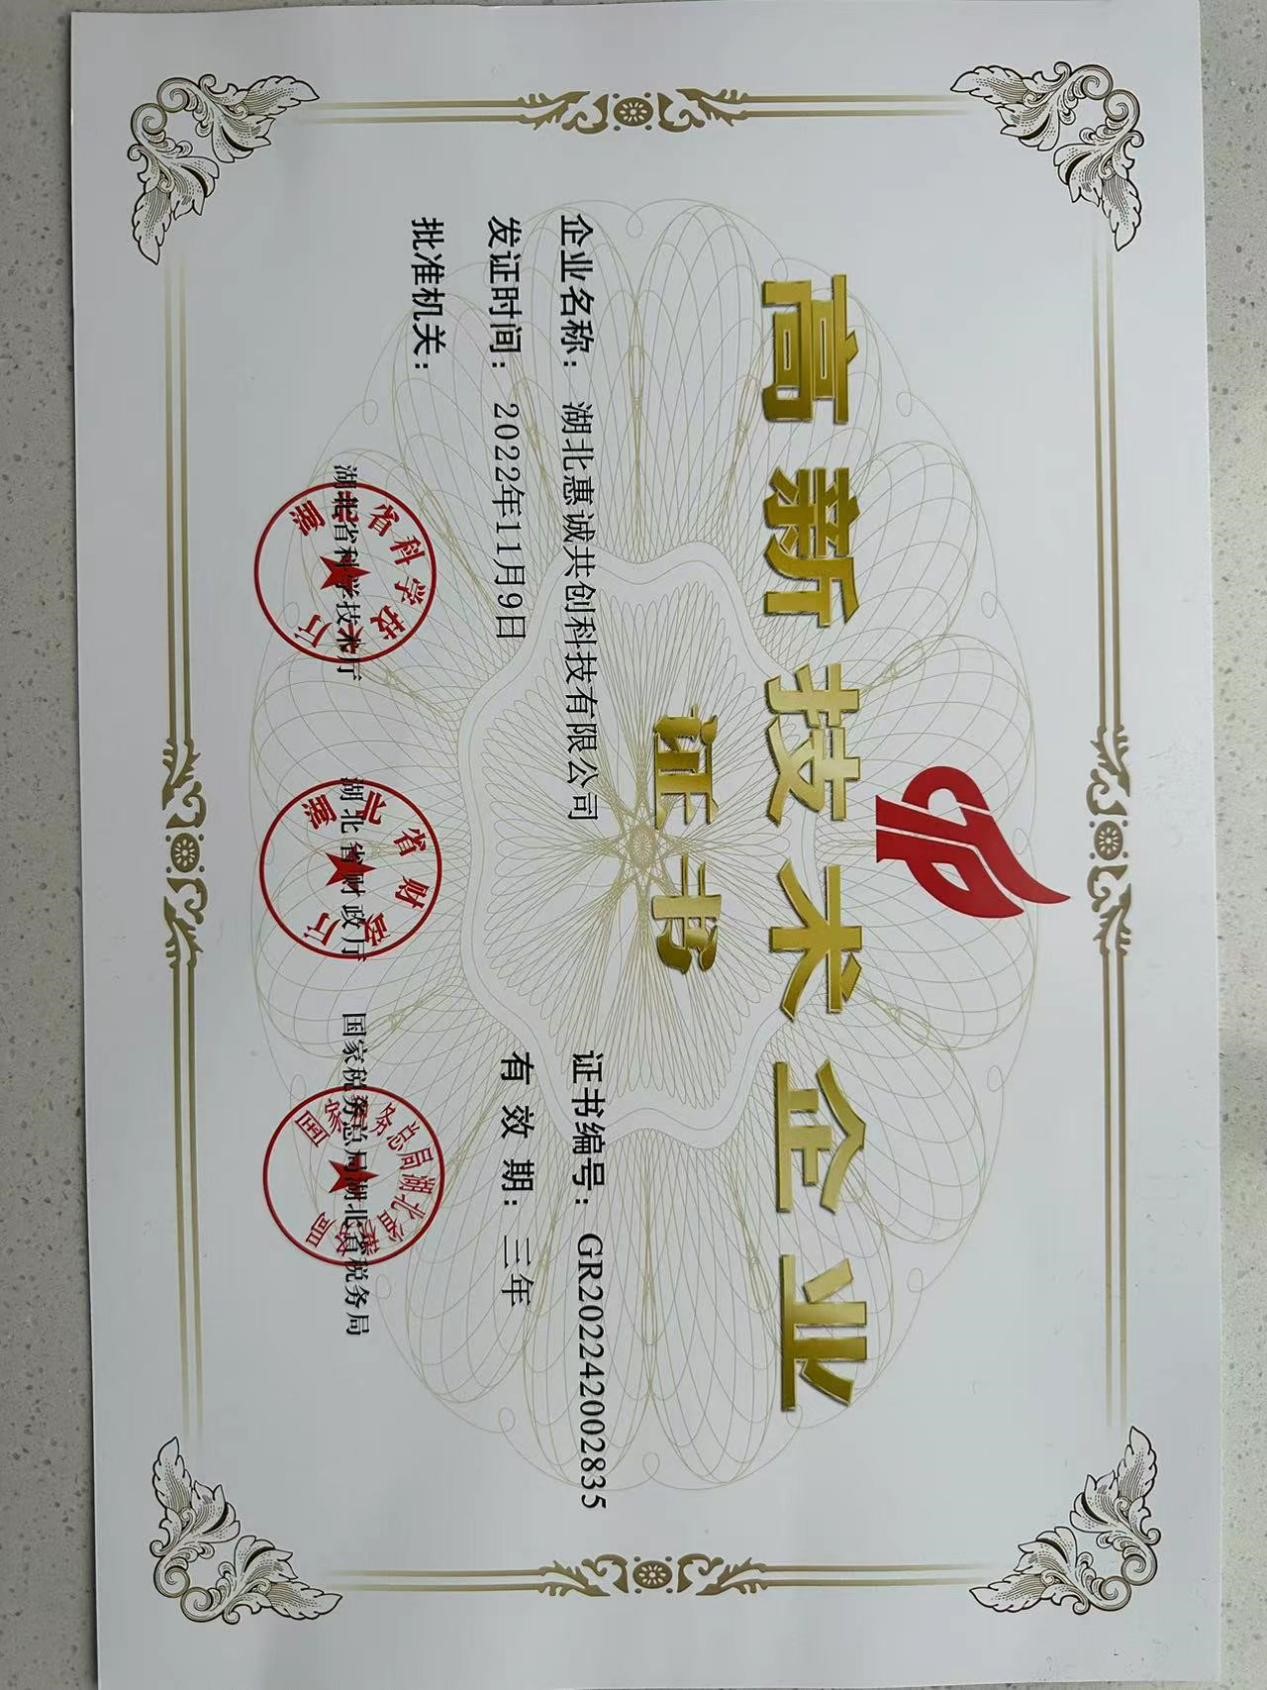 高新技术企业
证书
企业名称：湖北惠诚共创科技有限公司
证书编号：GR202242002835
发证时间：2022年11月9日
有效期：三年
批准机关：
湖北省科学技术厅
湖北省财政厅
国家税务总局湖北省税务局
湖北省科学技术厅
湖北省财政厅
国家税务总局湖北省税务局